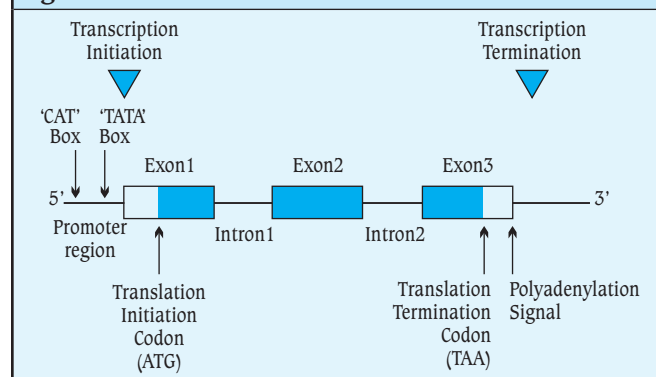 Transcription
Initiation
Transcription
Termination
'CAT'
Box
'TATA'
Box
Exon1
Exon2
Exon3
5'
3'
Promoter
region
Intron1
Intron2
Translation
Initiation
Codon
(ATG)
Translation
Termination
Codon
(TAA)
Polyadenylation
Signal